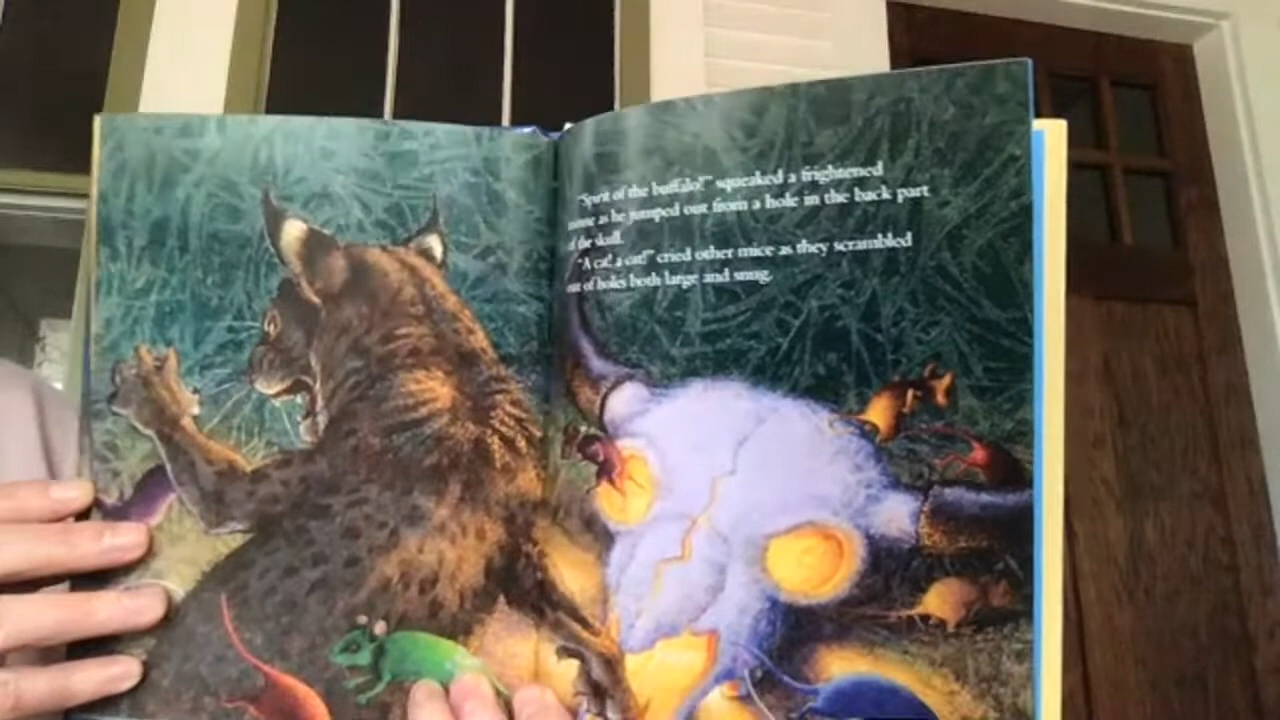 "Spirit of the buffalo!" squeaked a frightened
mouse as he jumped out from a hole in the back part
of the skull.
"A cat! a cat!" cried other mice as they scrambled
out of holes both large and snug.